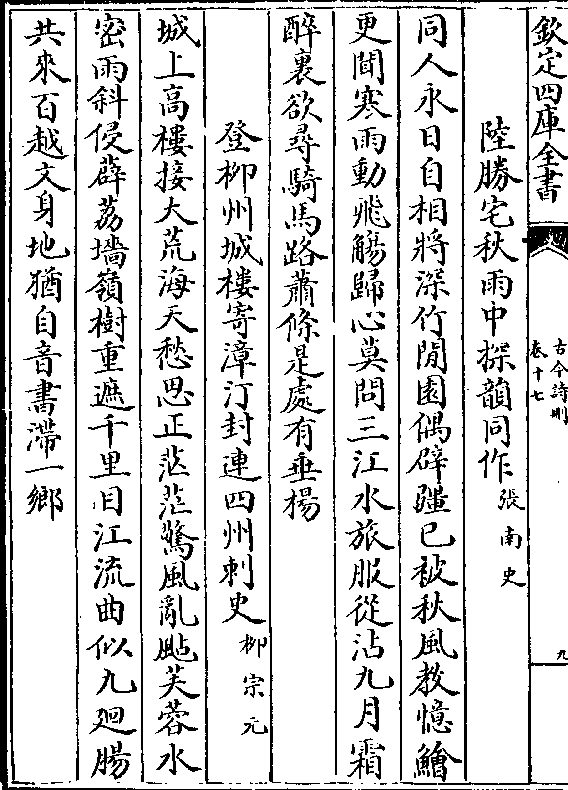 欽定四庫全書
古今詩刪
卷十七
九
陸勝宅秋雨中探韻同作 張南史
同人永日自相將深竹閒園偶辟疆已被秋風教憶鱠
更聞寒雨動飛觴歸心莫問三江水旅服從沾九月霜
醉裏欲尋騎馬路蕭條是處有垂楊
登柳州城樓寄漳汀封連四州刺史 柳宗元
城上高樓接大荒海天愁思正茫茫驚風亂颭芙蓉水
密雨斜侵薜荔墻嶺樹重遮千里目江流曲似九廻腸
共來百越文身地猶自音書滯一鄉